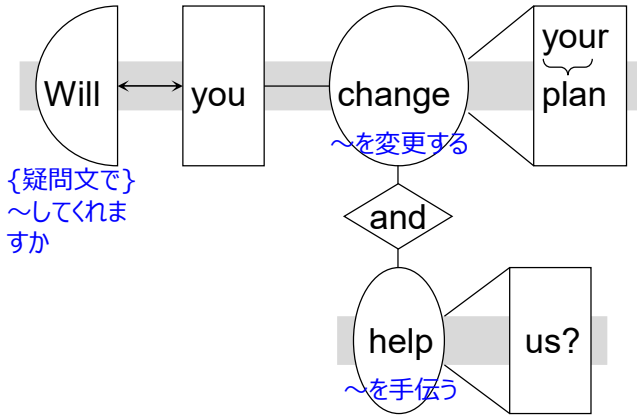 your
Will you change plan
～を変更する
{疑問文で}
～してくれま
すか
and
help us?
～を手伝う